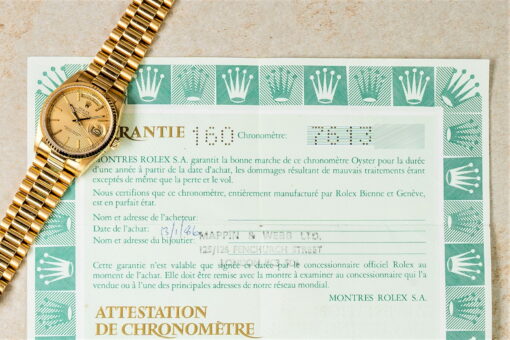 GARANTIE 160 Chronomètre: 7613
MONTRES ROLEX S.A. garantit la bonne marche de ce chronomètre Oyster pour la durée
d'une année à partir de la date d'achat, les dommages résultant de mauvais traitements étant
exceptés de même que la perte et le vol.
Nous certifions que ce chronomètre, entièrement manufacturé par Rolex Bienne et Genève,
est en parfait état.
Nom et adresse de l'acheteur:
Date de l'achat: 13/1/86
Nom et adresse du bijoutier: MAPPIN & WEBB LTD.
125/126 FENCHURCH STREET
LONDON
Cette garantie n'est valable que signée et datée par le concessionnaire officiel Rolex au
moment de l'achat. Elle doit être remise avec la montre à examiner au concessionnaire qui l'a
vendue ou à l'une des principales adresses de notre réseau mondial.
MONTRES ROLEX S.A.
ATTESTATION
DE CHRONOMÈTRE